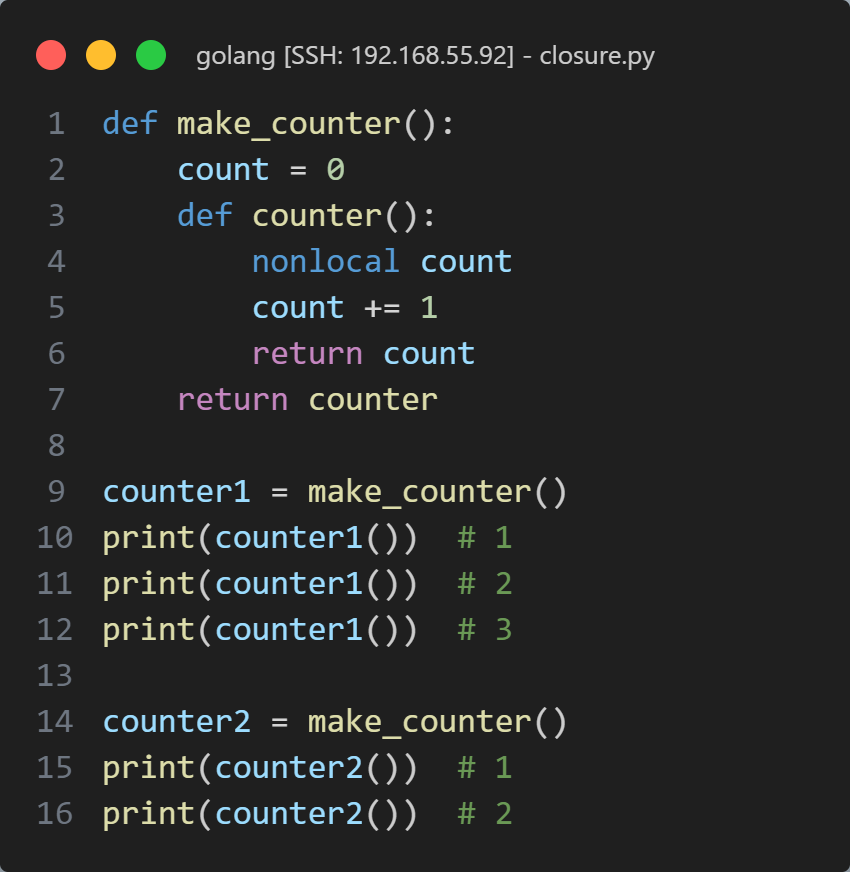 golang [SSH: 192.168.55.92] - closure.py
1 def make_counter():
2     count = 0
3     def counter():
4         nonlocal count
5         count += 1
6         return count
7     return counter
8
9 counter1 = make_counter()
10 print(counter1())  # 1
11 print(counter1())  # 2
12 print(counter1())  # 3
13
14 counter2 = make_counter()
15 print(counter2())  # 1
16 print(counter2())  # 2